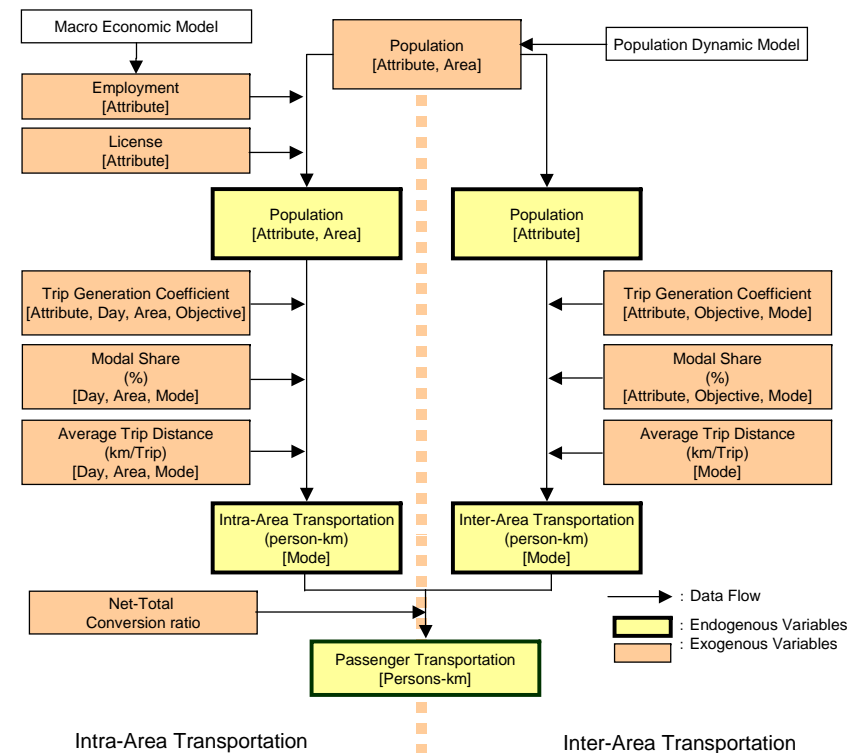 Macro Economic Model
Population
[Attribute, Area]
Population Dynamic Model
Employment
[Attribute]
License
[Attribute]
Population
[Attribute, Area]
Population
[Attribute]
Trip Generation Coefficient
[Attribute, Day, Area, Objective]
Trip Generation Coefficient
[Attribute, Objective, Mode]
Modal Share
(%)
[Day, Area, Mode]
Modal Share
(%)
[Attribute, Objective, Mode]
Average Trip Distance
(km/Trip)
[Day, Area, Mode]
Average Trip Distance
(km/Trip)
[Mode]
Intra-Area Transportation
(person-km)
[Mode]
Inter-Area Transportation
(person-km)
[Mode]
Net-Total
Conversion ratio
: Data Flow
: Endogenous Variables
: Exogenous Variables
Passenger Transportation
[Persons-km]
Intra-Area Transportation
Inter-Area Transportation